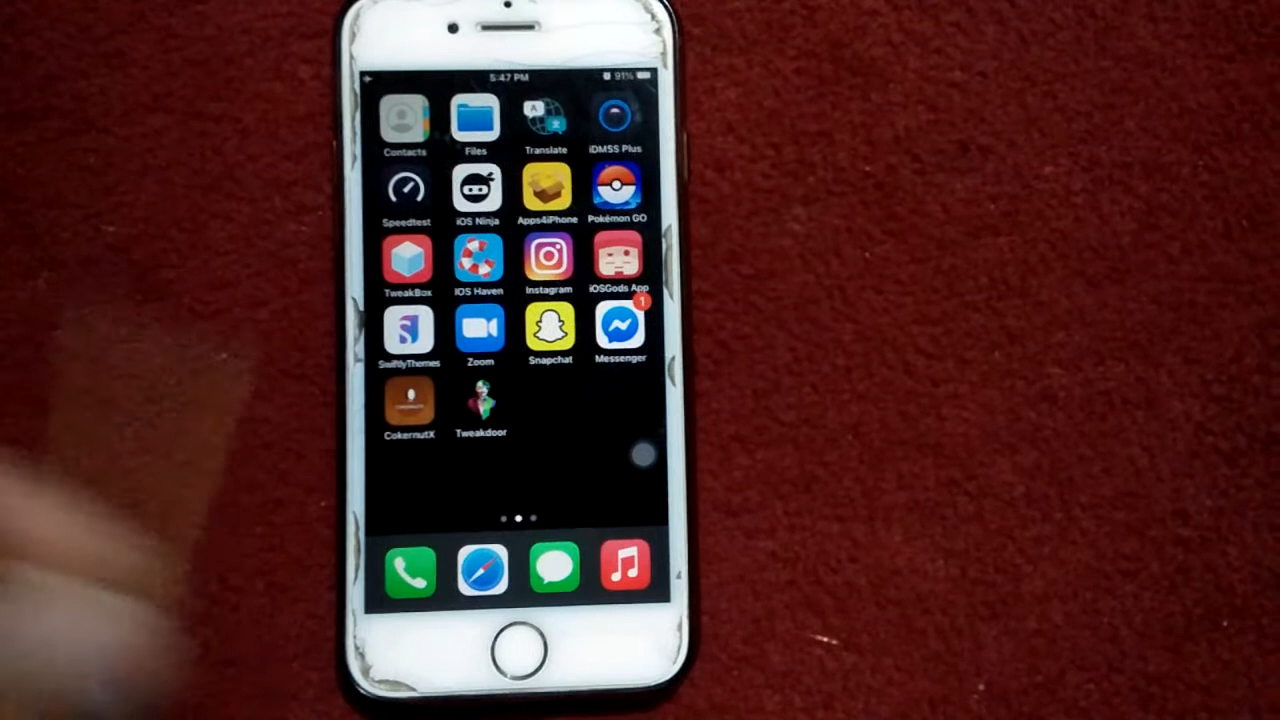 5:47 PM 91%
Contacts Files Translate iDMSS Plus
Speedtest iOS Ninja Apps4iPhone Pokémon GO
TweakBox IOS Haven Instagram iOSGods App
1
SwiftlyThemes Zoom Snapchat Messenger
CokernutX Tweakdoor